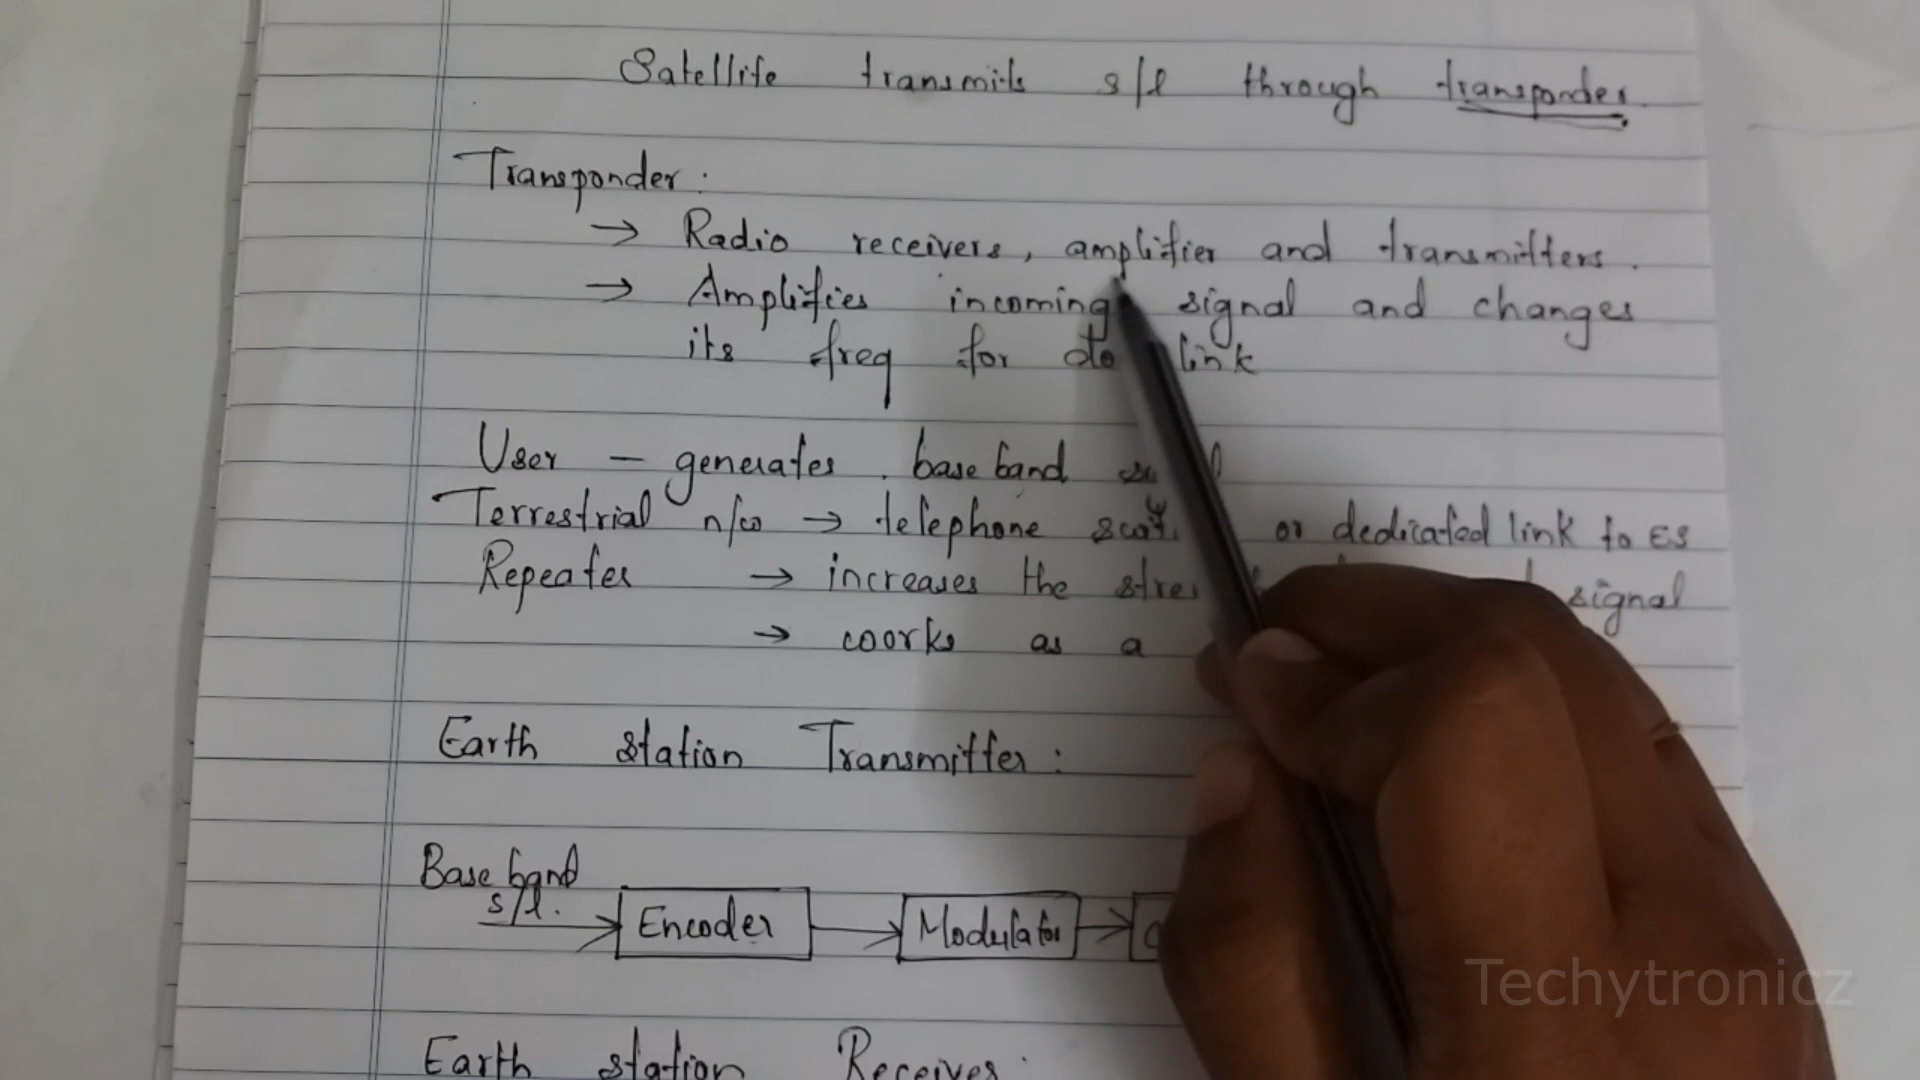 Satellite transmits s/l through transponder.
Transponder :
→ Radio receivers, amplifier and transmitters.
→ Amplifies incoming signal and changes
its freq for link
User – generates base band
Terrestrial n/w → telephone or dedicated link to ES
Repeater → increases the signal
→ works as a
Earth station Transmitter :
Base band
s/l.
Encoder → Modulator →
Earth station Receiver :
Techytronicz